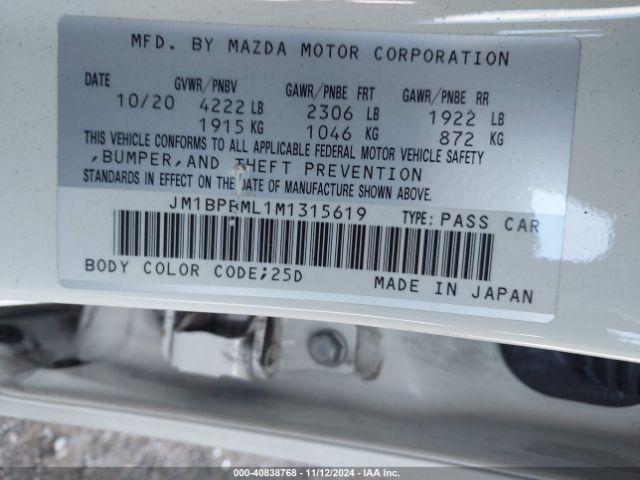 MFD. BY MAZDA MOTOR CORPORATION
DATE GVWR/PNBV GAWR/PNBE FRT GAWR/PNBE RR
10/20 4222 LB 2306 LB 1922 LB
1915 KG 1046 KG 872 KG
THIS VEHICLE CONFORMS TO ALL APPLICABLE FEDERAL MOTOR VEHICLE SAFETY
,BUMPER,AND THEFT PREVENTION
STANDARDS IN EFFECT ON THE DATE OF MANUFACTURE SHOWN ABOVE.
JM1BPBML1M1315619 TYPE: PASS CAR
BODY COLOR CODE;25D MADE IN JAPAN
00-40838768 - 11/12/2024 - IAA Inc.